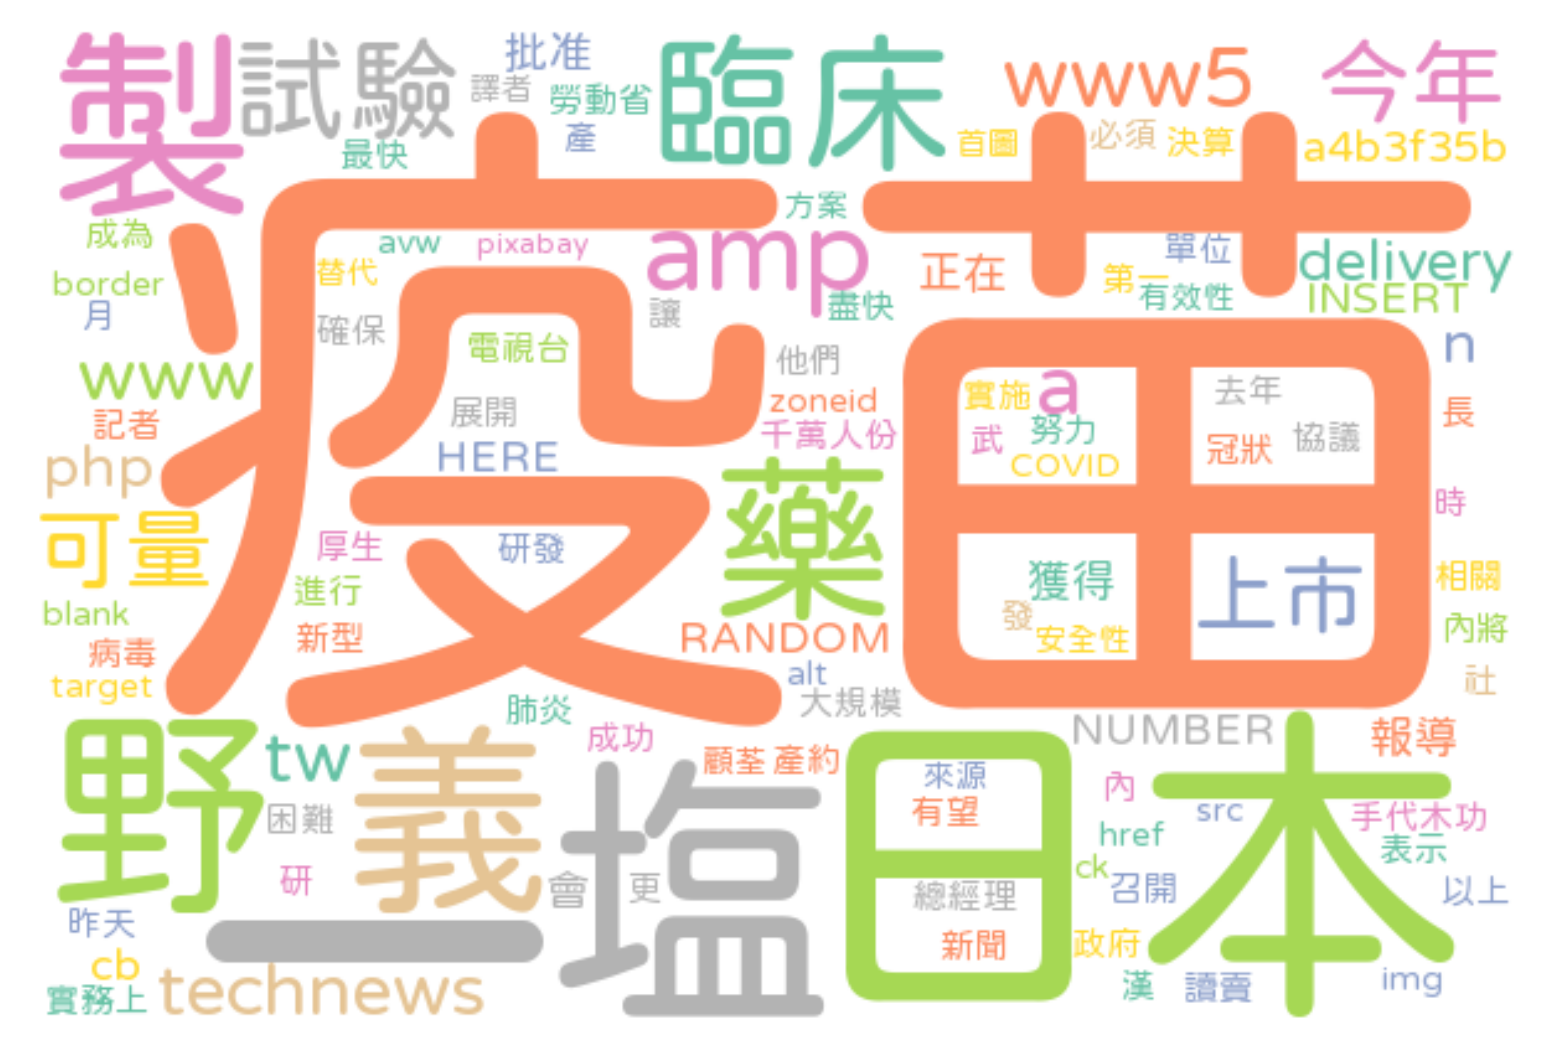 製
試驗
批准
譯者
勞動省
產
最快
臨床
www5
今年
首圖
必須
決算
a4b3f35b
疫苗
成為
border
月
www
記者
php
可量
blank
病毒
target
avw
pixabay
替代
確保
電視台
展開
HERE
amp
方案
盡快
讓
他們
zoneid
千萬人份
正在
單位
第一
有效性
delivery
INSERT
n
長
時
相關
內將
社
實施
a
武
努力
COVID
去年
冠狀
協議
獲得
發
安全性
上市
藥
厚生
研發
進行
新型
RANDOM
alt
大規模
肺炎
成功
顧荃
產約
野
tw
義
困難
研
會
更
塩
一
昨天
cb
實務上
technews
日本
來源
有望
總經理
新聞
NUMBER
報導
內
src
手代木功
href
表示
ck
召開
以上
政府
漢
讀賣
img